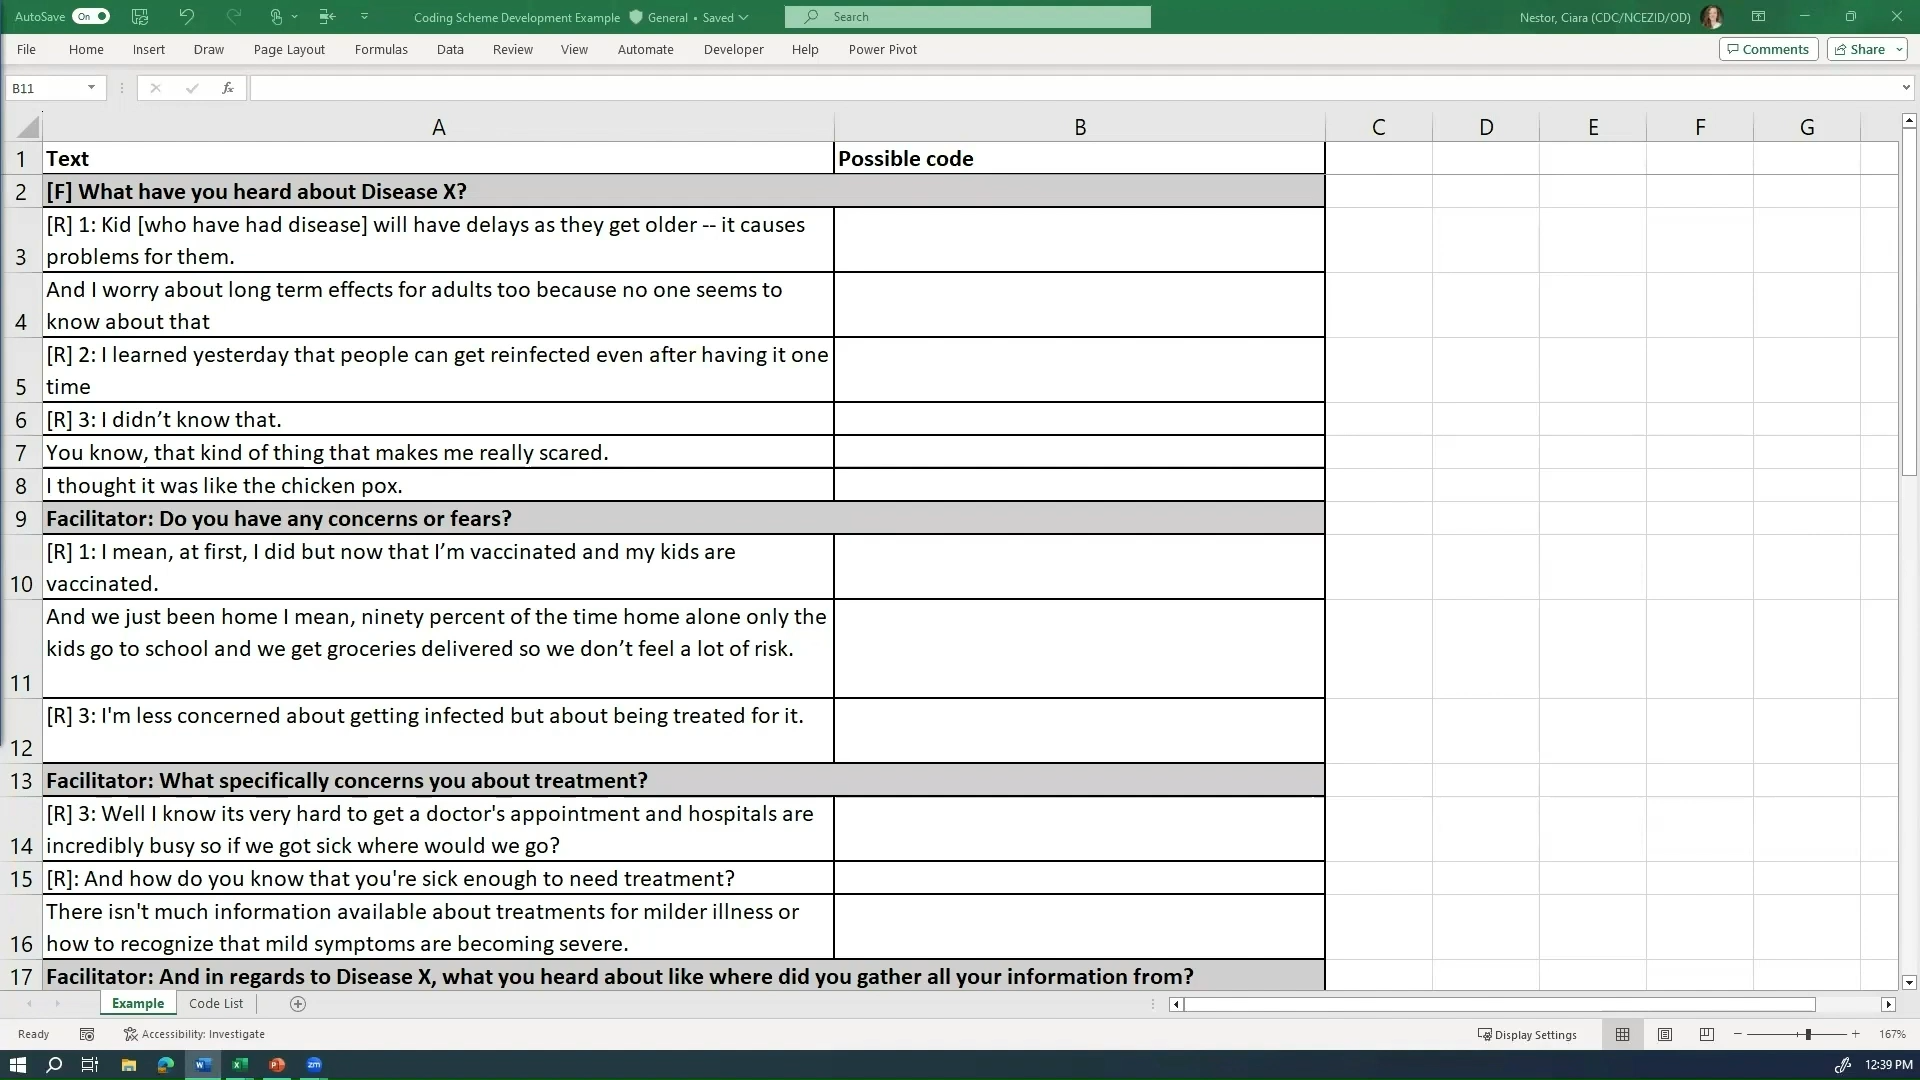 AutoSave On Coding Scheme Development Example General • Saved Search Nestor, Ciara (CDC/NCEZID/OD)
File Home Insert Draw Page Layout Formulas Data Review View Automate Developer Help Power Pivot Comments Share
B11 fx
A B C D E F G
1 Text Possible code
2 [F] What have you heard about Disease X?
[R] 1: Kid [who have had disease] will have delays as they get older -- it causes
3 problems for them.
And I worry about long term effects for adults too because no one seems to
4 know about that
[R] 2: I learned yesterday that people can get reinfected even after having it one
5 time
6 [R] 3: I didn’t know that.
7 You know, that kind of thing that makes me really scared.
8 I thought it was like the chicken pox.
9 Facilitator: Do you have any concerns or fears?
[R] 1: I mean, at first, I did but now that I’m vaccinated and my kids are
10 vaccinated.
And we just been home I mean, ninety percent of the time home alone only the
kids go to school and we get groceries delivered so we don’t feel a lot of risk.
11
[R] 3: I'm less concerned about getting infected but about being treated for it.
12
13 Facilitator: What specifically concerns you about treatment?
[R] 3: Well I know its very hard to get a doctor's appointment and hospitals are
14 incredibly busy so if we got sick where would we go?
15 [R]: And how do you know that you're sick enough to need treatment?
There isn't much information available about treatments for milder illness or
16 how to recognize that mild symptoms are becoming severe.
17 Facilitator: And in regards to Disease X, what you heard about like where did you gather all your information from?
Example Code List
Ready Accessibility: Investigate Display Settings 167%
12:39 PM